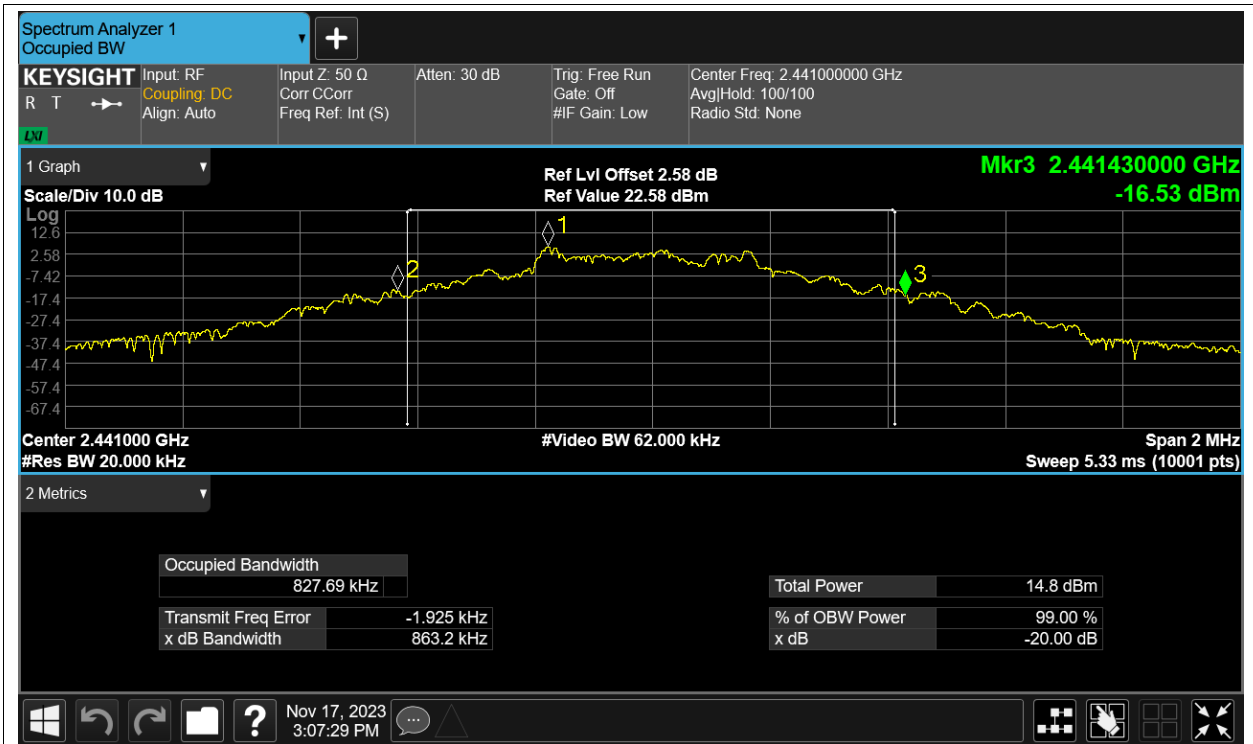 Spectrum Analyzer 1
Occupied BW
KEYSIGHT
R T
LXI
Input: RF
Coupling: DC
Align: Auto
Input Z: 50 Ω
Corr CCorr
Freq Ref: Int (S)
Atten: 30 dB
Trig: Free Run
Gate: Off
#IF Gain: Low
Center Freq: 2.441000000 GHz
Avg|Hold: 100/100
Radio Std: None
1 Graph
Scale/Div 10.0 dB
Ref Lvl Offset 2.58 dB
Ref Value 22.58 dBm
Mkr3 2.441430000 GHz
-16.53 dBm
Log
12.6
2.58
-7.42
-17.4
-27.4
-37.4
-47.4
-57.4
-67.4
1
2
3
Center 2.441000 GHz
#Res BW 20.000 kHz
#Video BW 62.000 kHz
Span 2 MHz
Sweep 5.33 ms (10001 pts)
2 Metrics
Occupied Bandwidth
827.69 kHz
Transmit Freq Error -1.925 kHz
x dB Bandwidth 863.2 kHz
Total Power 14.8 dBm
% of OBW Power 99.00 %
x dB -20.00 dB
?
Nov 17, 2023
3:07:29 PM